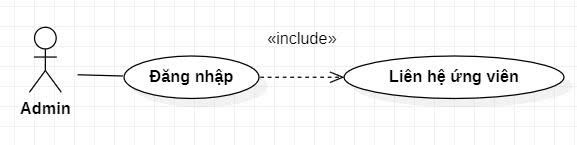 «include»
Đăng nhập
Liên hệ ứng viên
Admin